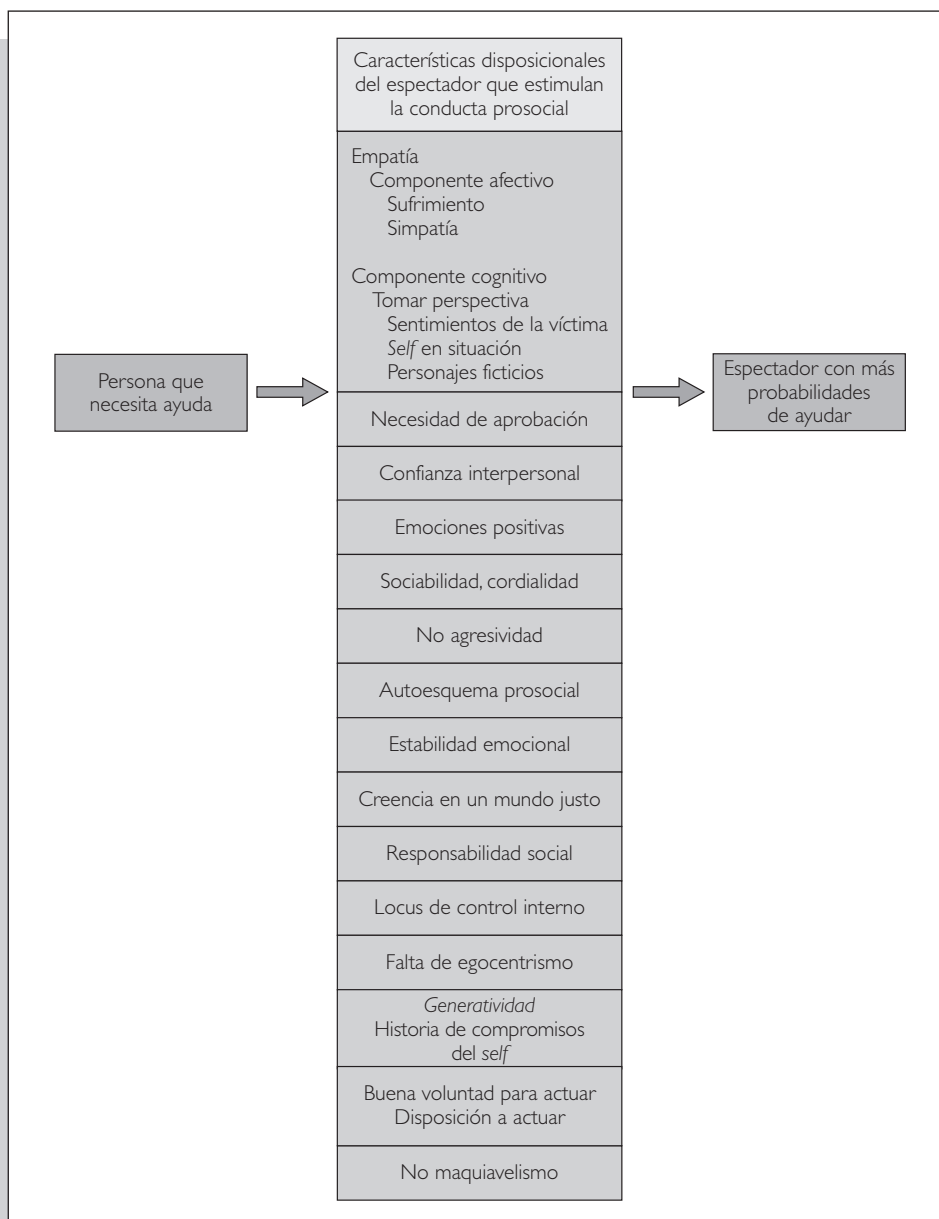 Características disposicionales
del espectador que estimulan
la conducta prosocial
Empatía
Componente afectivo
Sufrimiento
Simpatía
Componente cognitivo
Tomar perspectiva
Sentimientos de la víctima
Self en situación
Personajes ficticios
Persona que
necesita ayuda
Espectador con más
probabilidades
de ayudar
Necesidad de aprobación
Confianza interpersonal
Emociones positivas
Sociabilidad, cordialidad
No agresividad
Autoesquema prosocial
Estabilidad emocional
Creencia en un mundo justo
Responsabilidad social
Locus de control interno
Falta de egocentrismo
Generatividad
Historia de compromisos
del self
Buena voluntad para actuar
Disposición a actuar
No maquiavelismo